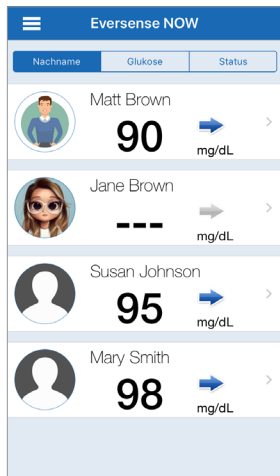 Eversense NOW
Nachname Glukose Status
Matt Brown
90
mg/dL
Jane Brown
---
mg/dL
Susan Johnson
95
mg/dL
Mary Smith
98
mg/dL